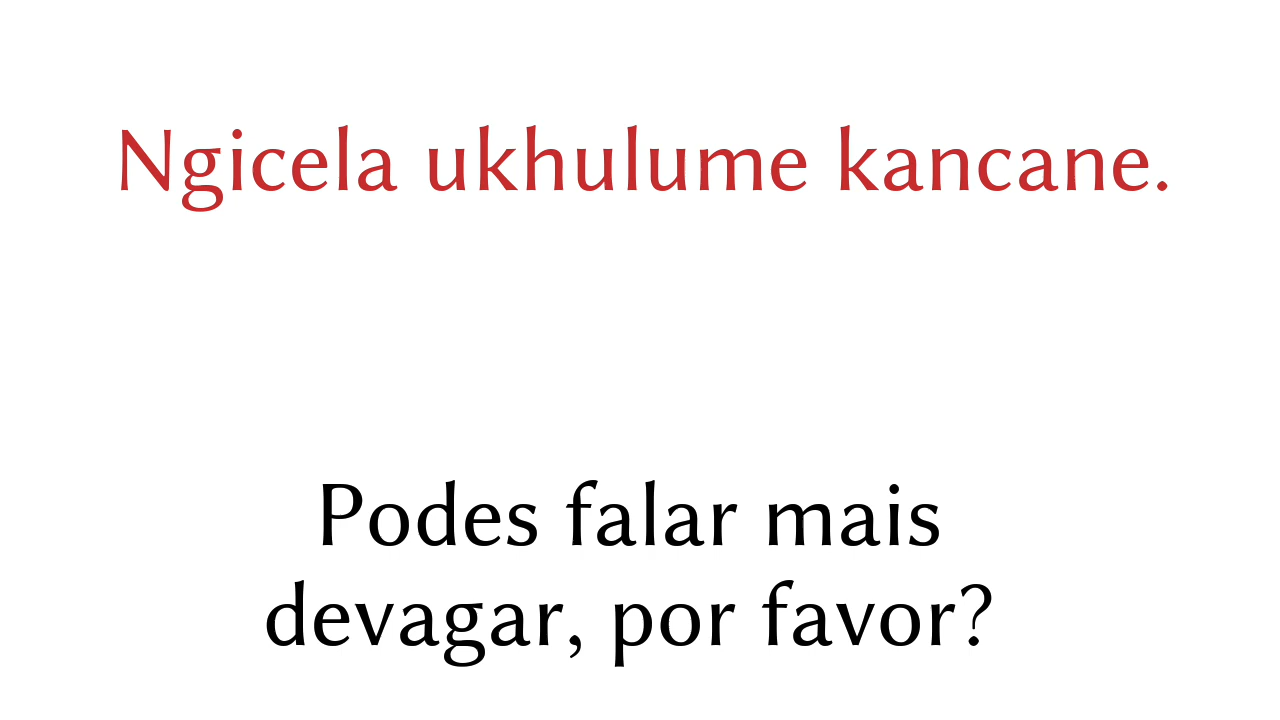 Ngicela ukhulume kancane.
Podes falar mais
devagar, por favor?